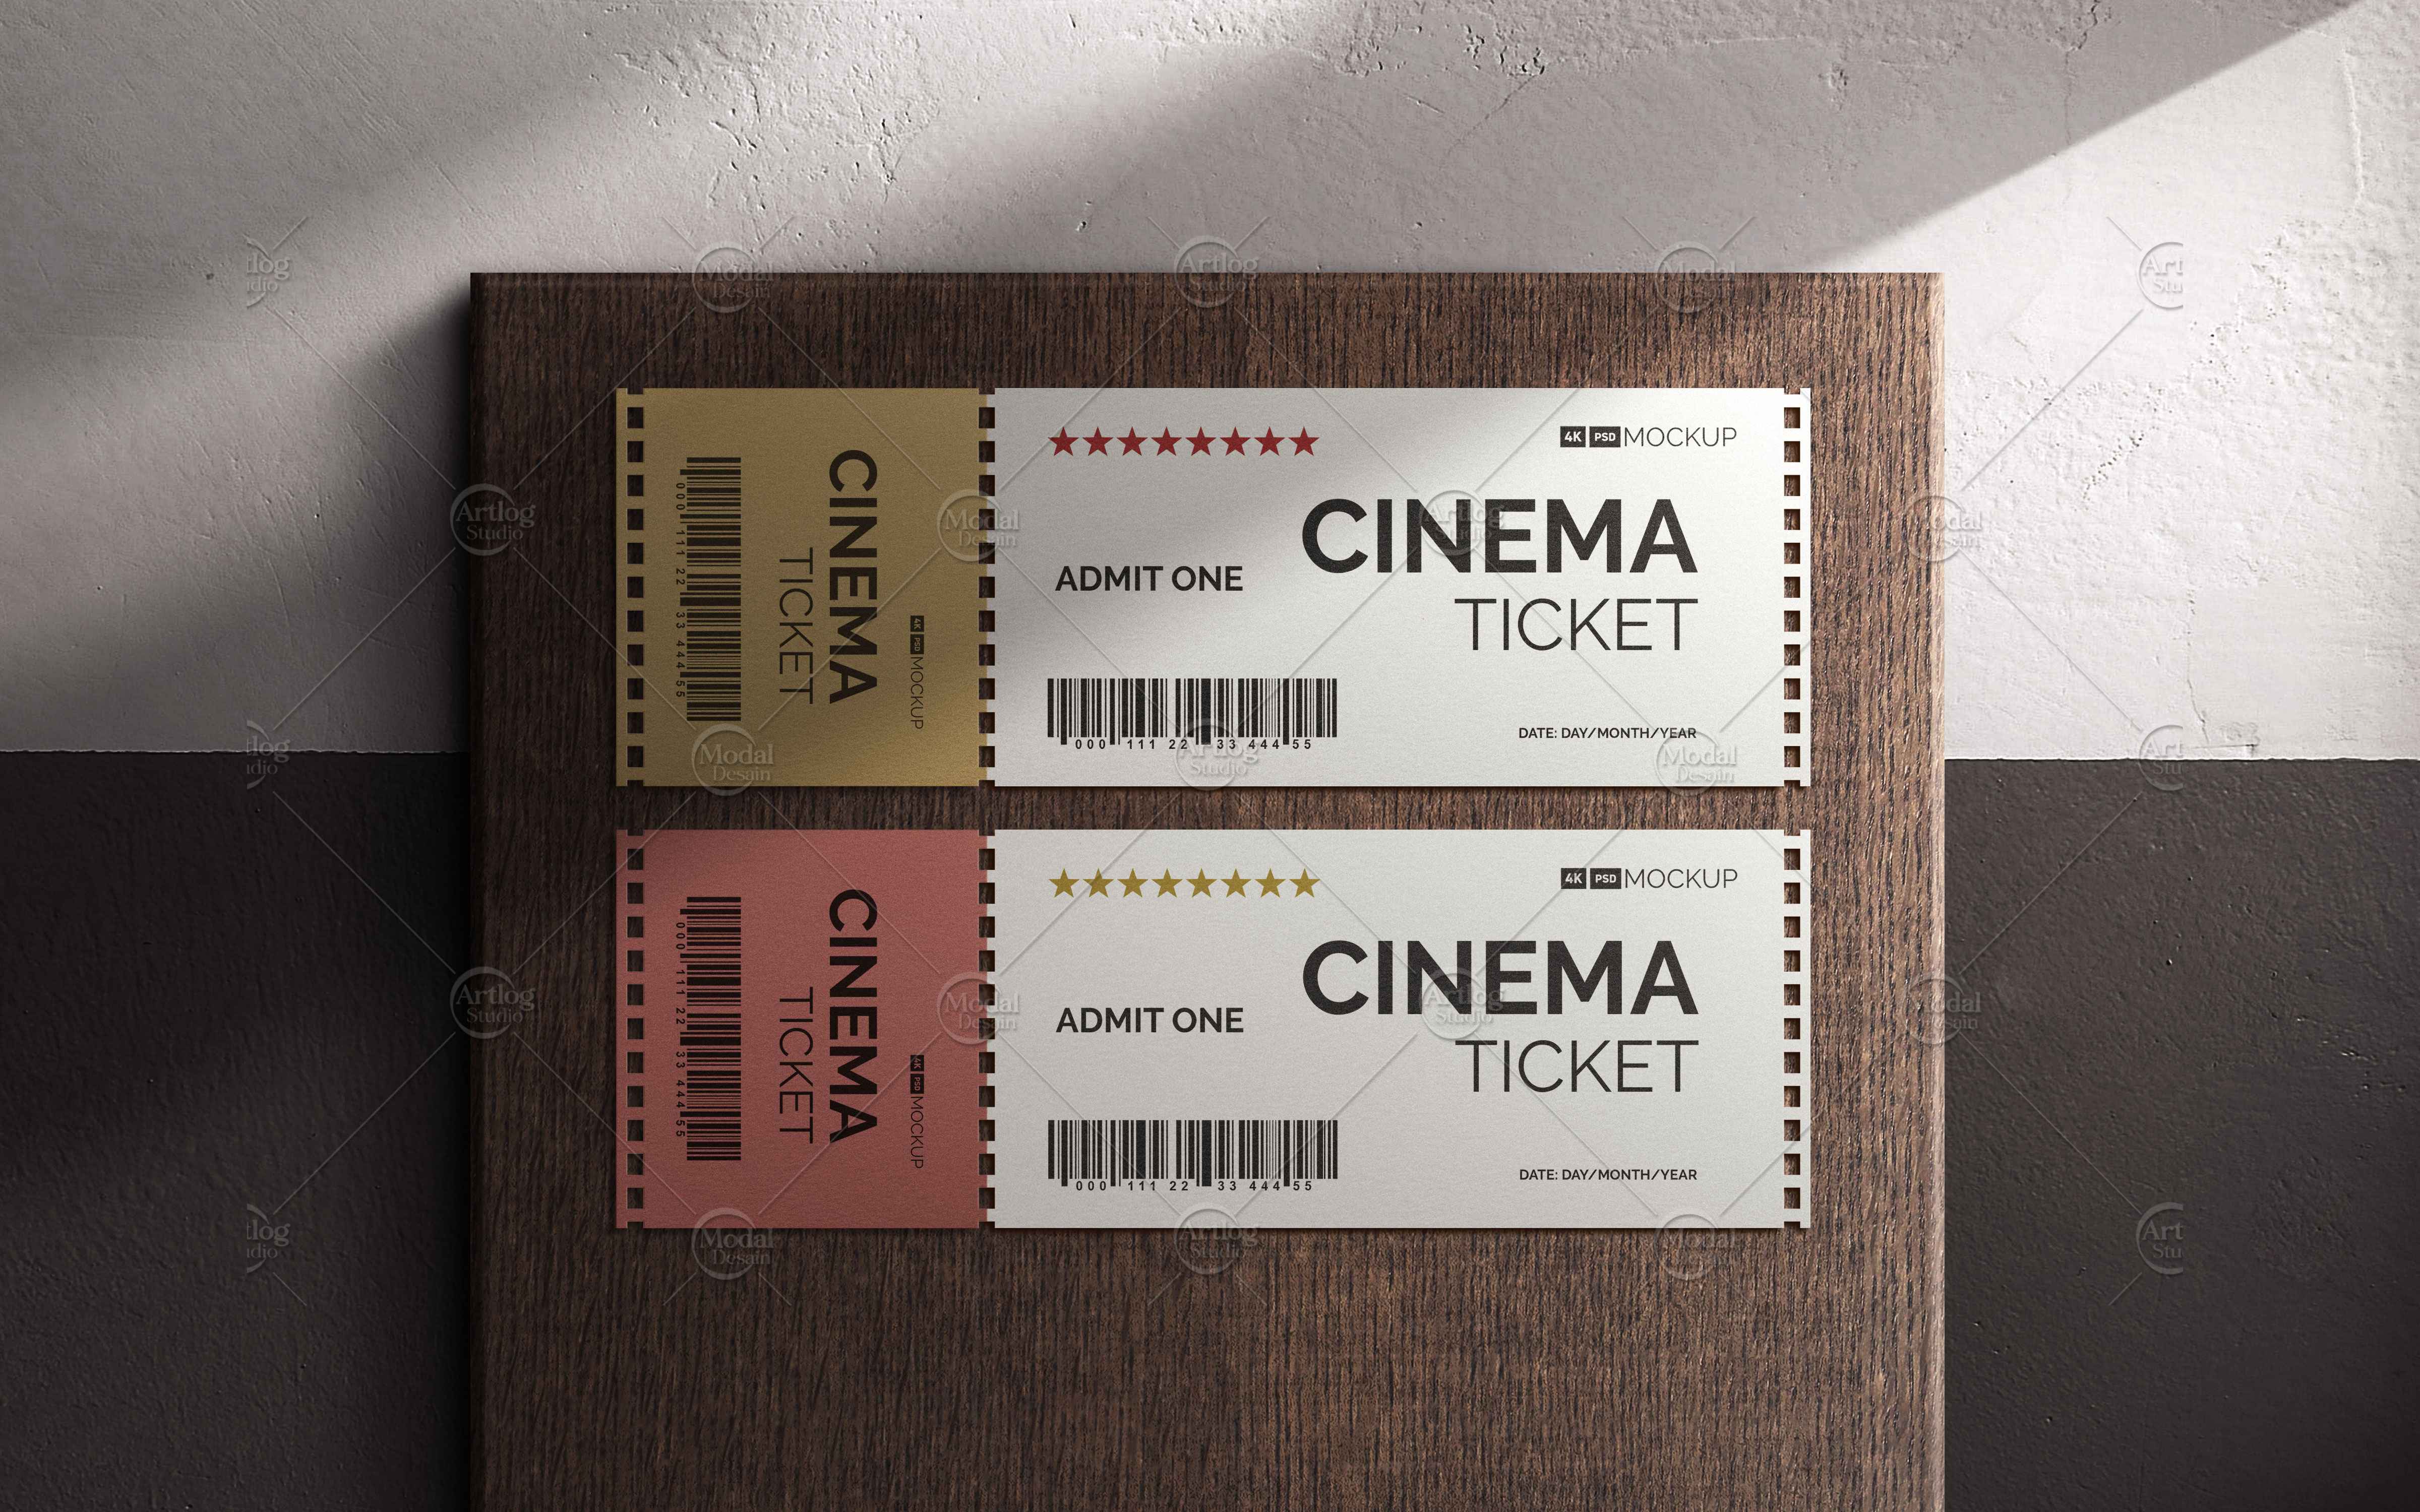 CINEMA
TICKET
4K PSD MOCKUP
000 111 22 33 444 55
4K PSD MOCKUP
CINEMA
TICKET
ADMIT ONE
000 111 22 33 444 55
DATE: DAY/MONTH/YEAR
CINEMA
TICKET
4K PSD MOCKUP
000 111 22 33 444 55
4K PSD MOCKUP
CINEMA
TICKET
ADMIT ONE
000 111 22 33 444 55
DATE: DAY/MONTH/YEAR
Modal Desain
Artlog Studio